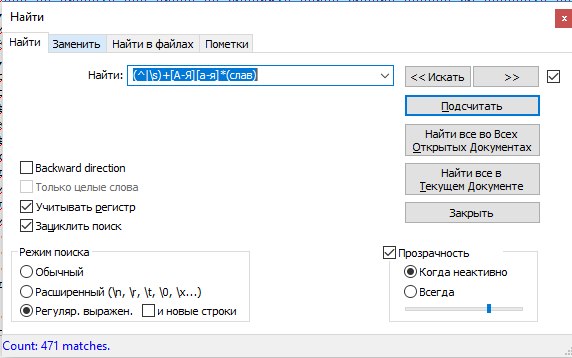 Найти
Найти
Заменить
Найти в файлах
Пометки
Найти:
(^|\s)+[А-Я][а-я]*(слав)
<< Искать
>>
Подсчитать
Найти все во Всех
Открытых Документах
Найти все в
Текущем Документе
Закрыть
Backward direction
Только целые слова
Учитывать регистр
Зациклить поиск
Режим поиска
Обычный
Расширенный (\n, \r, \t, \0, \x...)
Регуляр. выражен.
и новые строки
Прозрачность
Когда неактивно
Всегда
Count: 471 matches.